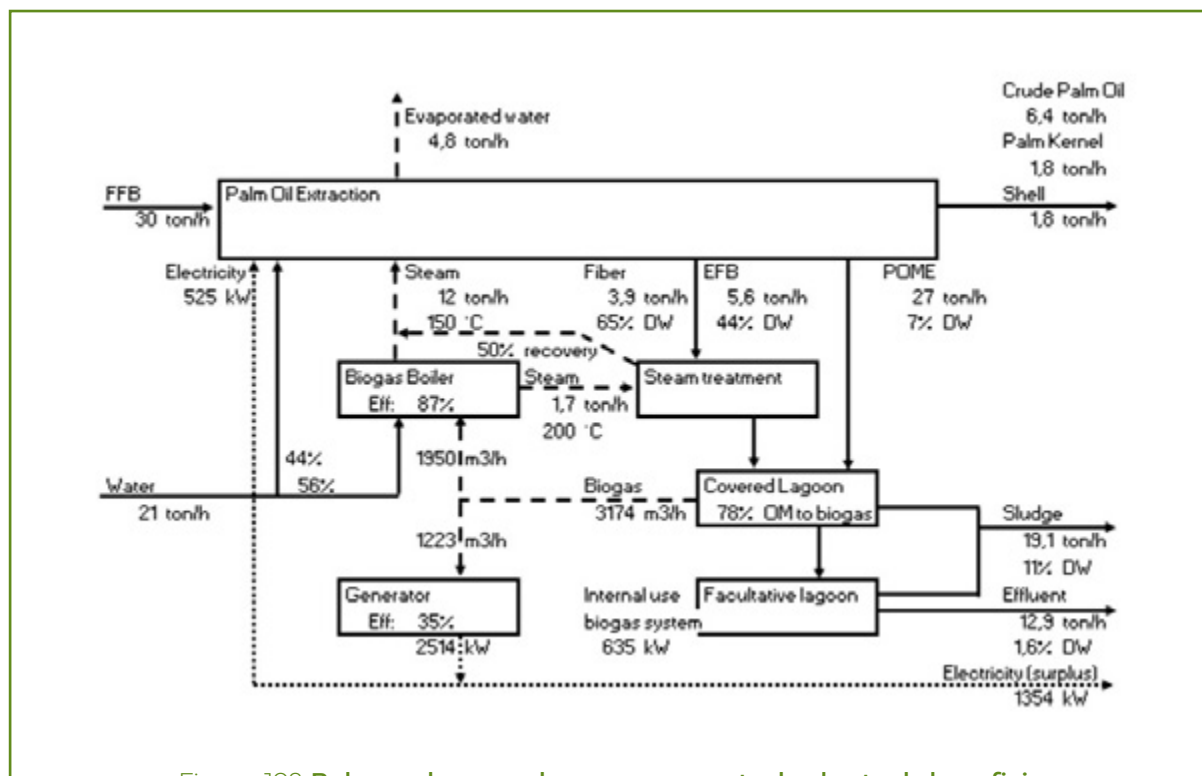 Crude Palm Oil
6,4 ton/h
Palm Kernel
1,8 ton/h
Evaporated water
4,8 ton/h
FFB
30 ton/h
Palm Oil Extraction
Shell
1,8 ton/h
Electricity
525 kW
Steam
12 ton/h
150 °C
Fiber
3,9 ton/h
65% DW
EFB
5,6 ton/h
44% DW
POME
27 ton/h
7% DW
50% recovery
Biogas Boiler
Eff: 87%
Steam
1,7 ton/h
200 °C
Steam treatment
44%
56%
1950 m3/h
Water
21 ton/h
Biogas
3174 m3/h
Covered Lagoon
78% OM to biogas
Sludge
19,1 ton/h
11% DW
1223 m3/h
Generator
Eff: 35%
2514 kW
Internal use
biogas system
635 kW
Facultative lagoon
Effluent
12,9 ton/h
1,6% DW
Electricity (surplus)
1354 kW